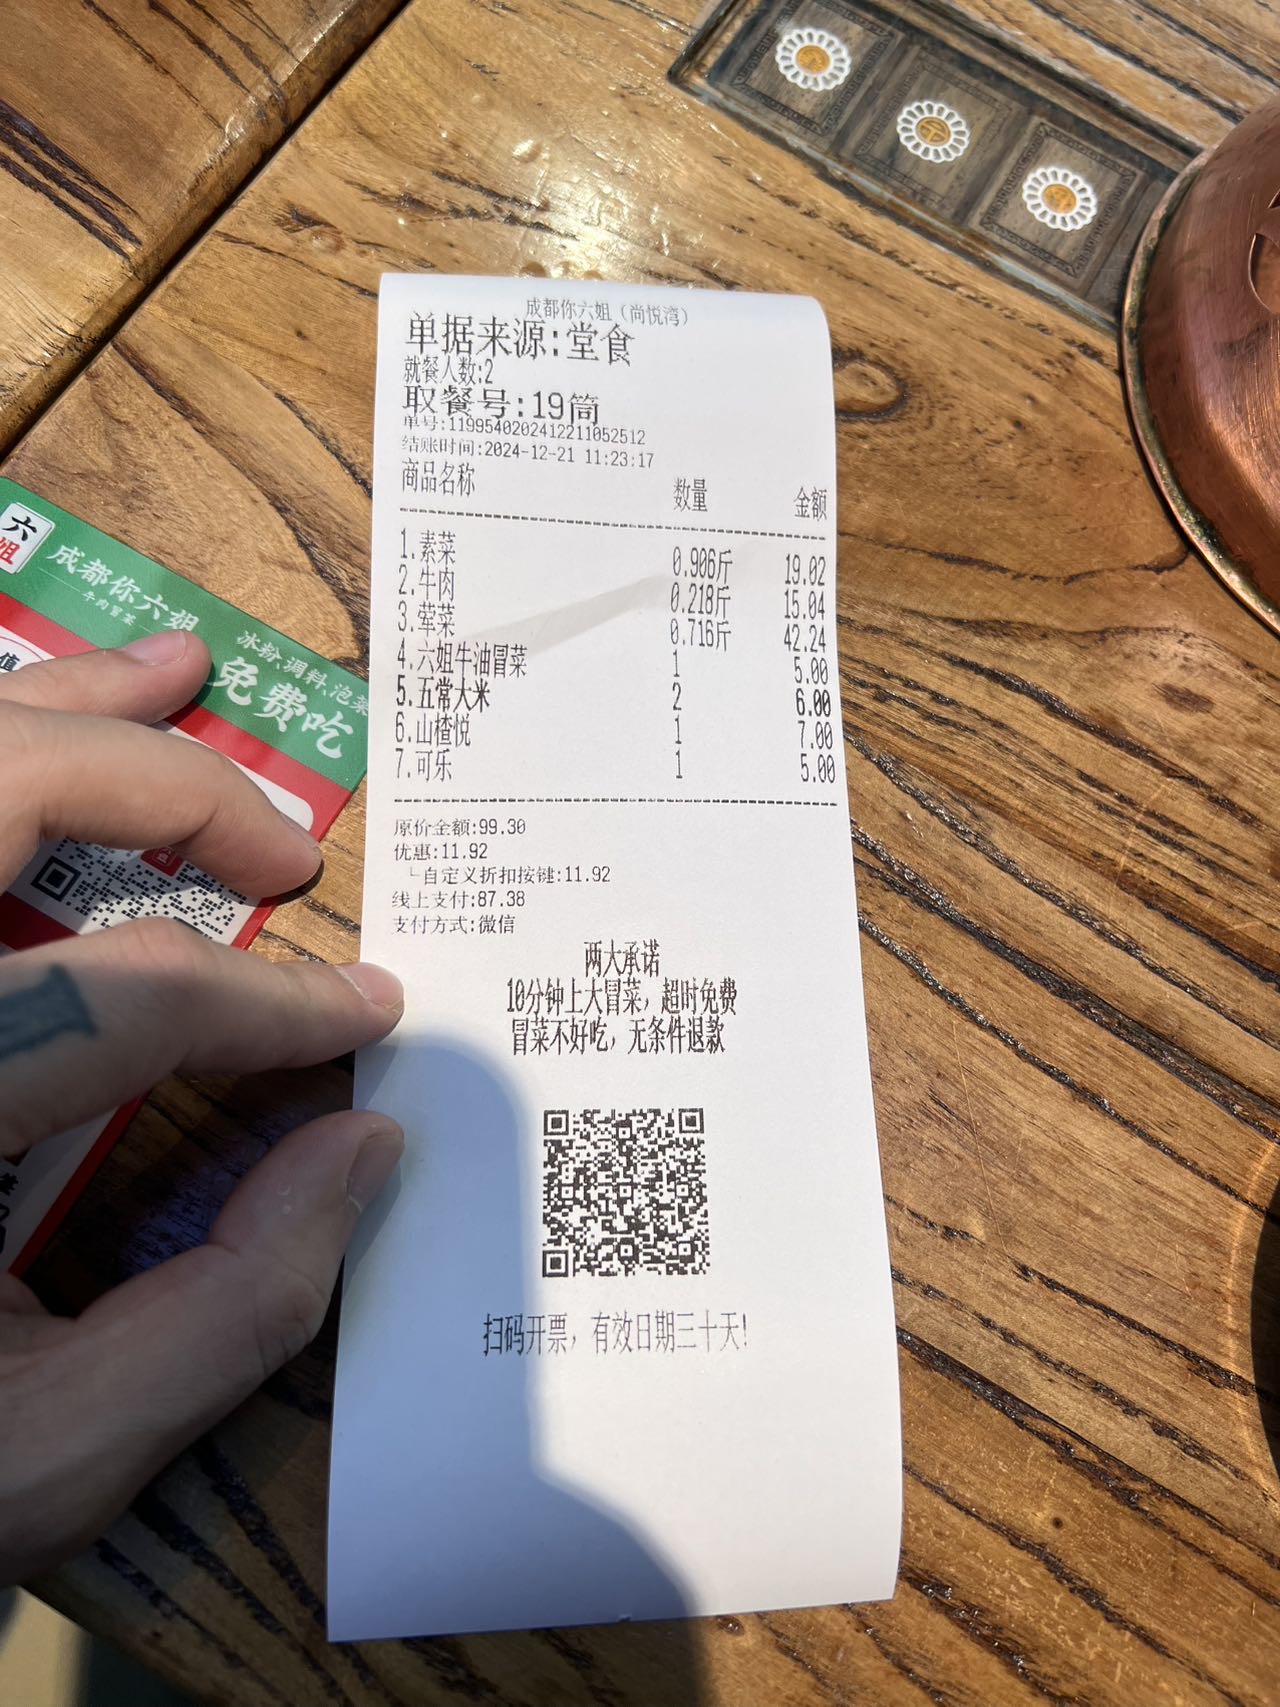 成都你六姐（尚悦湾）
单据来源:堂食
就餐人数:2
取餐号:19筒
单号:1199540202412211052512
结账时间:2024-12-21 11:23:17
商品名称 数量 金额
1.素菜 0.906斤 19.02
2.牛肉 0.218斤 15.04
3.荤菜 0.716斤 42.24
4.六姐牛油冒菜 1 5.00
5.五常大米 2 6.00
6.山楂悦 1 7.00
7.可乐 1 5.00
原价金额:99.30
优惠:11.92
└自定义折扣按键:11.92
线上支付:87.38
支付方式:微信
两大承诺
10分钟上大冒菜，超时免费
冒菜不好吃，无条件退款
扫码开票，有效日期三十天!
六姐
成都你六姐
牛肉冒菜
冰粉、调料、泡菜
免费吃
值